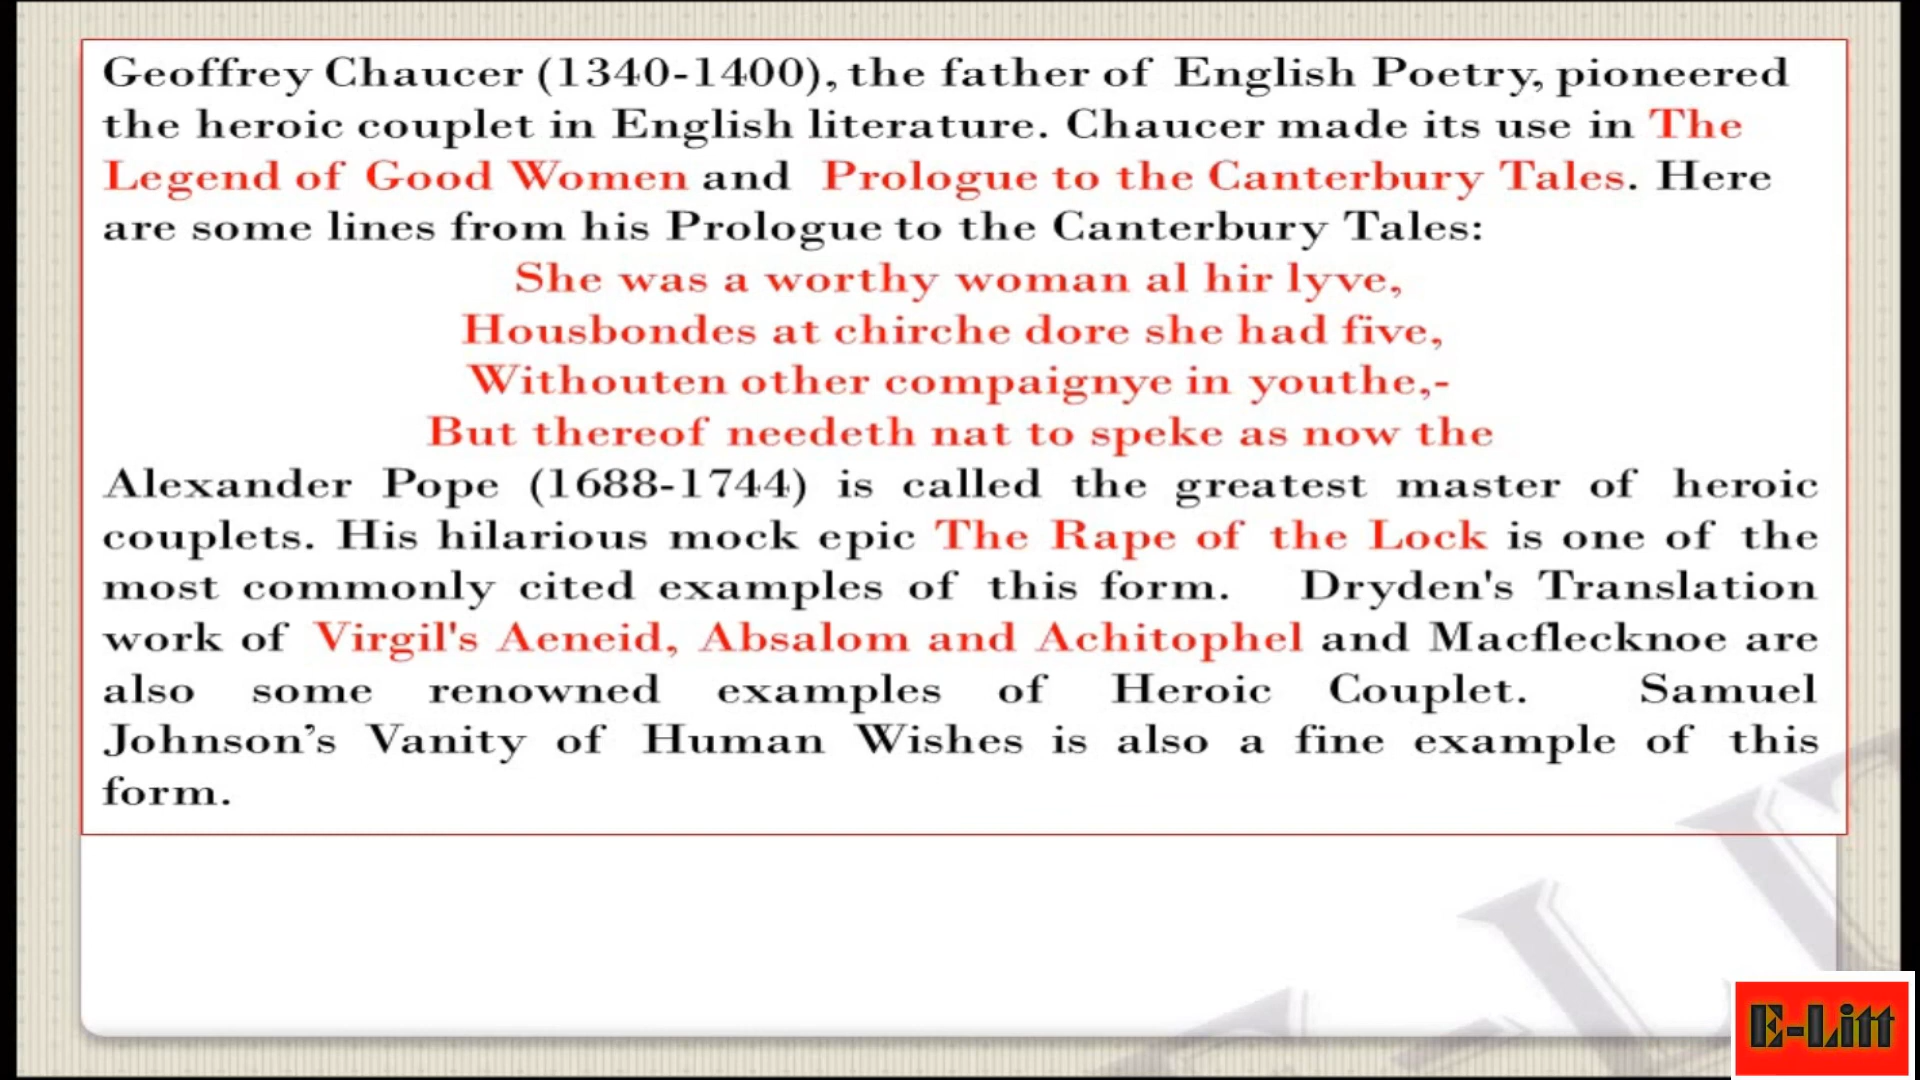 Geoffrey Chaucer (1340-1400), the father of English Poetry, pioneered
the heroic couplet in English literature. Chaucer made its use in The
Legend of Good Women and Prologue to the Canterbury Tales. Here
are some lines from his Prologue to the Canterbury Tales:
She was a worthy woman al hir lyve,
Housbondes at chirche dore she had five,
Withouten other compaignye in youthe,-
But thereof needeth nat to speke as now the
Alexander Pope (1688-1744) is called the greatest master of heroic
couplets. His hilarious mock epic The Rape of the Lock is one of the
most commonly cited examples of this form. Dryden's Translation
work of Virgil's Aeneid, Absalom and Achitophel and Macflecknoe are
also some renowned examples of Heroic Couplet. Samuel
Johnson’s Vanity of Human Wishes is also a fine example of this
form.
E-Litt